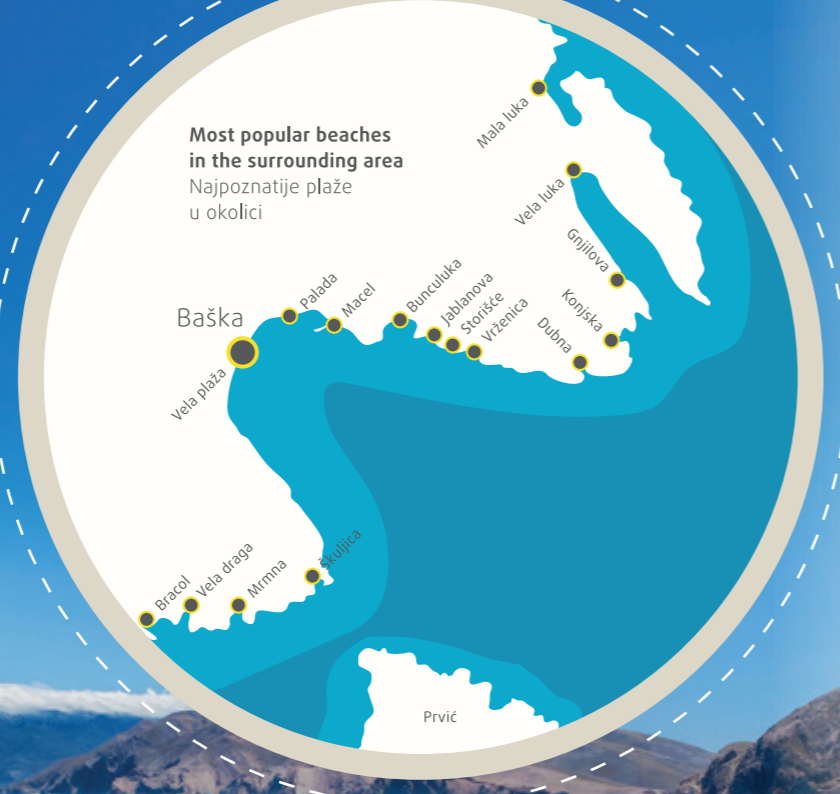 Most popular beaches
in the surrounding area
Najpoznatije plaže
u okolici
Mala luka
Vela luka
Gnjilova
Konjska
Dubna
Vrženica
Storišće
Jablanova
Bunculuka
Macel
Palada
Baška
Vela plaža
Škuljica
Mrmna
Vela draga
Bracol
Prvić